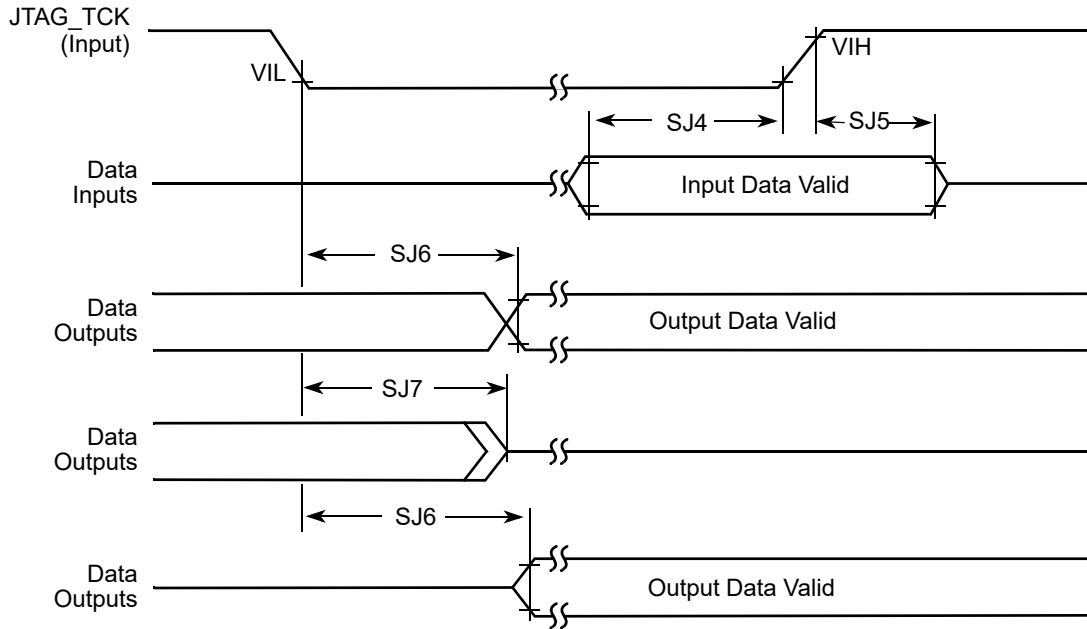 JTAG_TCK
(Input)
VIL
VIH
SJ4
SJ5
Data
Inputs
Input Data Valid
SJ6
Data
Outputs
Output Data Valid
SJ7
Data
Outputs
SJ6
Data
Outputs
Output Data Valid